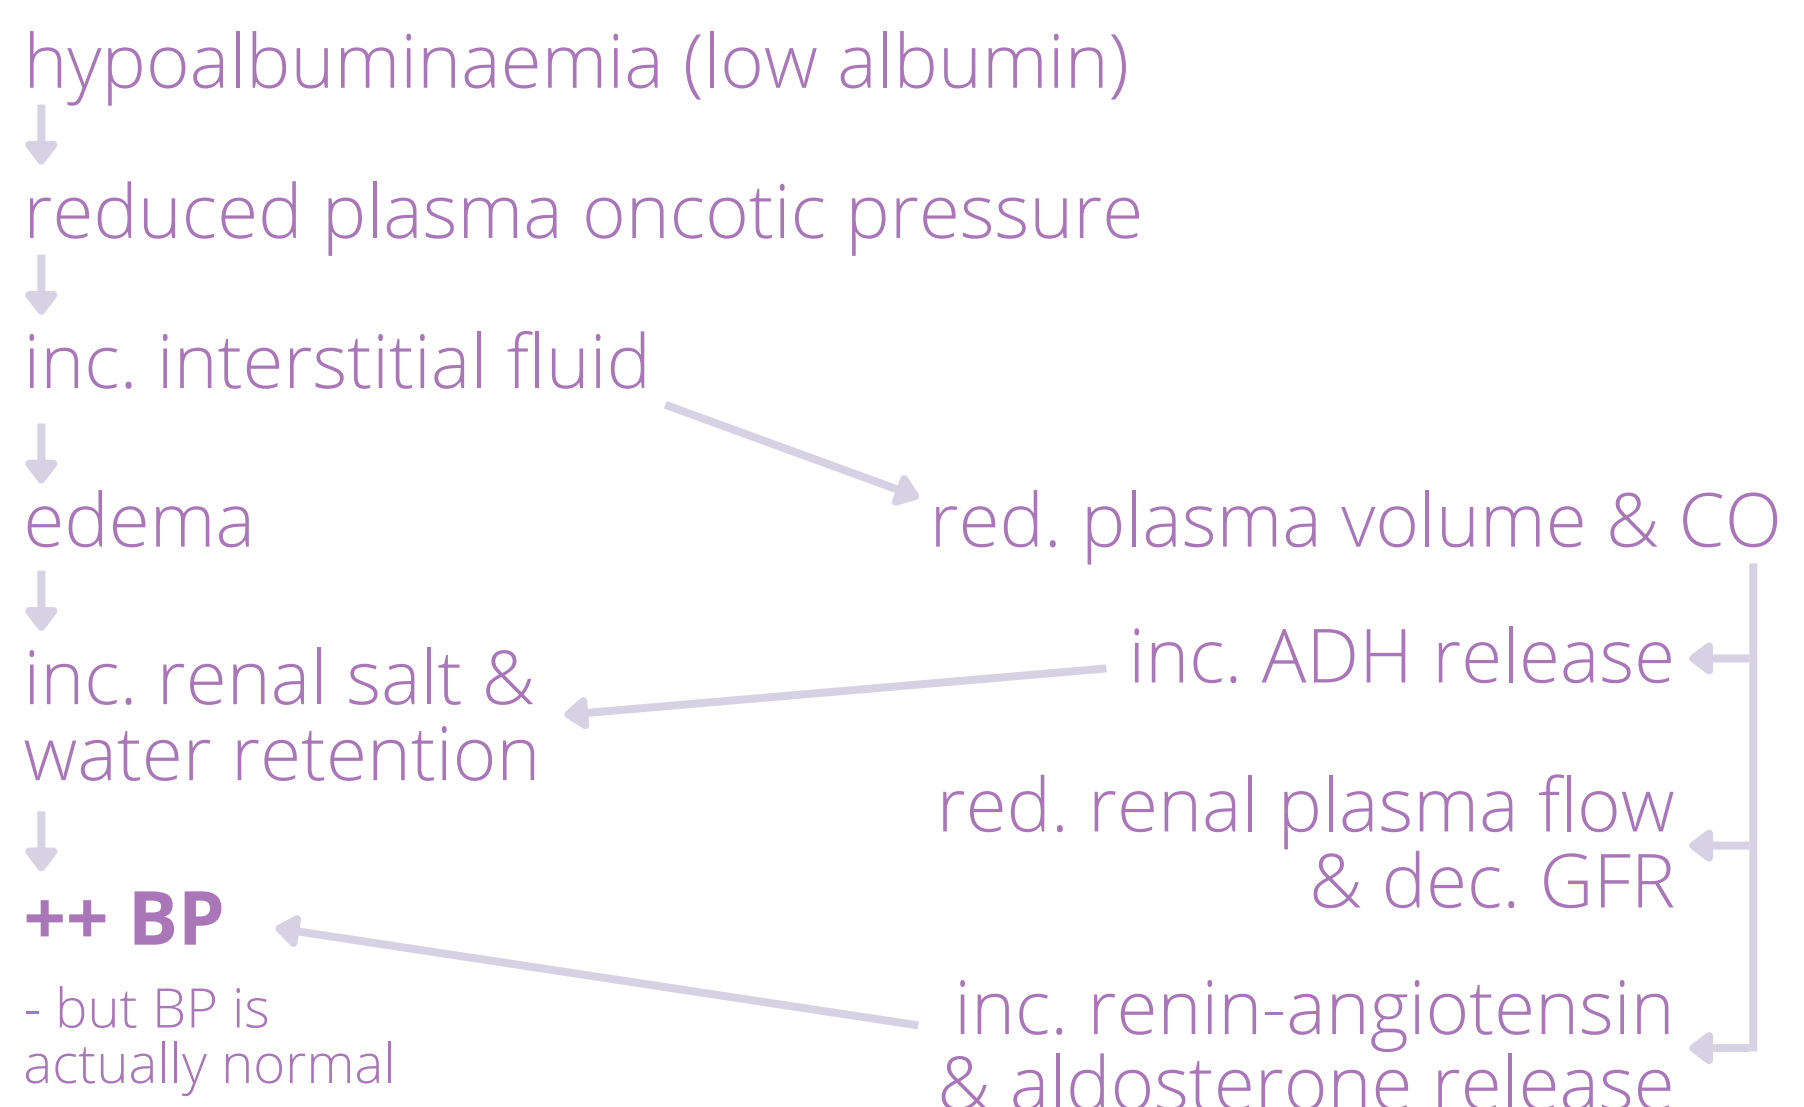 hypoalbuminaemia (low albumin)
reduced plasma oncotic pressure
inc. interstitial fluid
edema
red. plasma volume & CO
inc. ADH release
inc. renal salt &
water retention
red. renal plasma flow
& dec. GFR
++ BP
- but BP is
actually normal
inc. renin-angiotensin
& aldosterone release